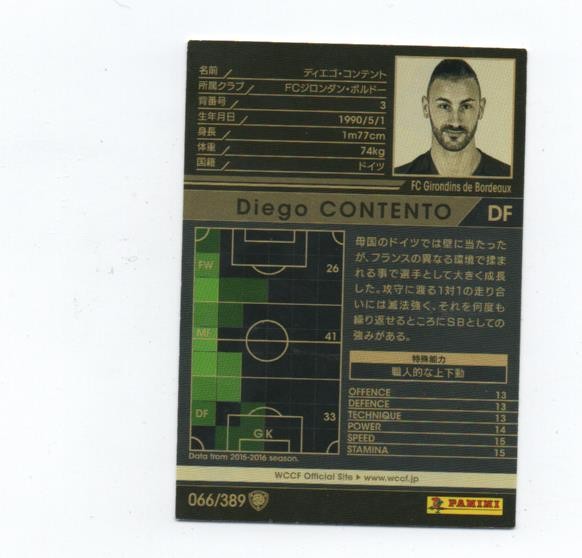 名前 ディエゴ・コンテント
所属クラブ FCジロンダン・ボルドー
背番号 3
生年月日 1990/5/1
身長 1m77cm
体重 74kg
国籍 ドイツ
FC Girondins de Bordeaux
Diego CONTENTO DF
FW 26
MF 41
DF 33
GK
Data from 2015-2016 season.
母国のドイツでは壁に当たった
が、フランスの異なる環境で揉ま
れる事で選手として大きく成長
した。攻守に渡る1対1の走り合
いには滅法強く、それを何度も
繰り返せるところにSBとしての
強みがある。
特殊能力
職人的な上下動
OFFENCE 13
DEFENCE 13
TECHNIQUE 13
POWER 14
SPEED 15
STAMINA 15
WCCF Official Site ▶ www.wccf.jp
066/389
PANINI